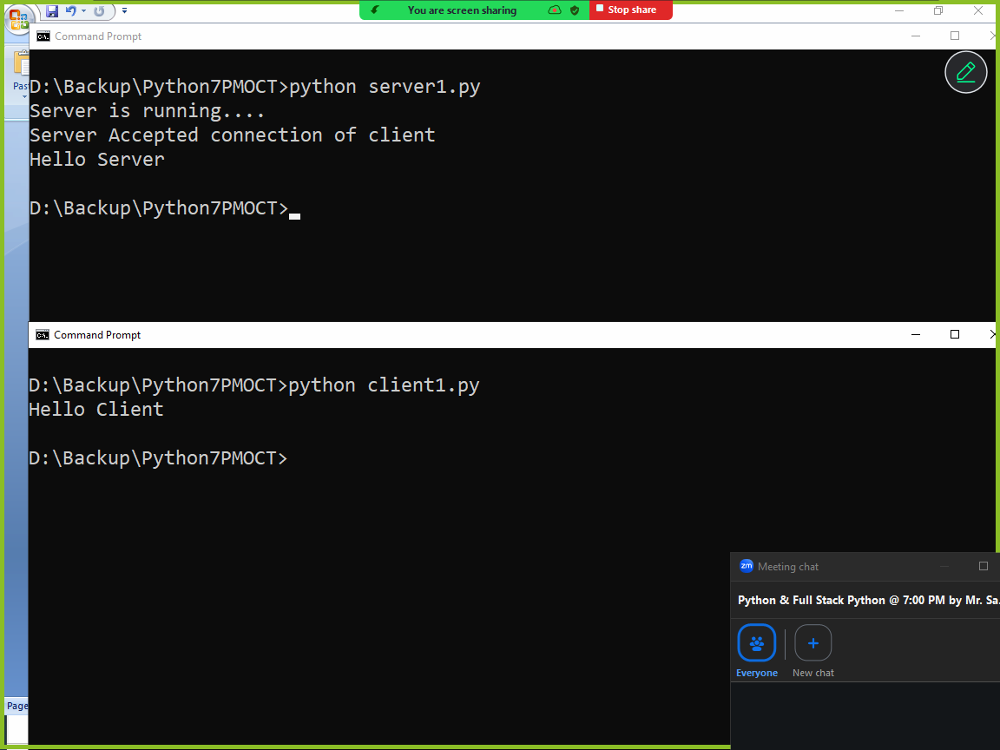 You are screen sharing
Stop share
Command Prompt
D:\Backup\Python7PMOCT>python server1.py
Server is running....
Server Accepted connection of client
Hello Server
D:\Backup\Python7PMOCT>
Command Prompt
D:\Backup\Python7PMOCT>python client1.py
Hello Client
D:\Backup\Python7PMOCT>
zm Meeting chat
Python & Full Stack Python @ 7:00 PM by Mr. Sa..
Everyone
New chat
Page